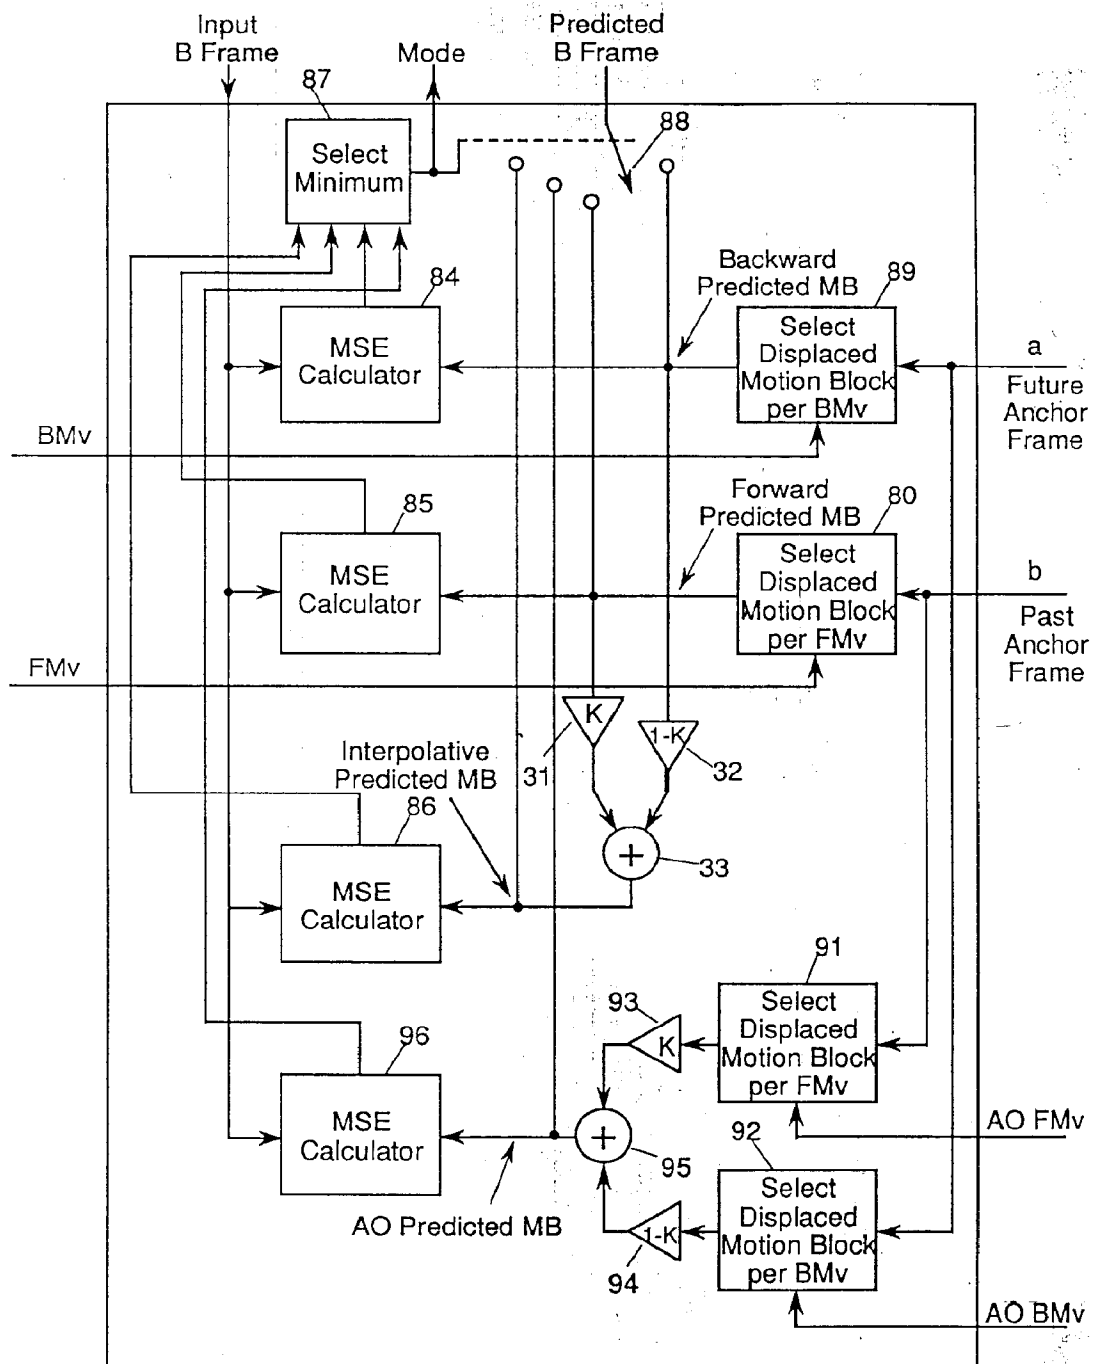 Input
B Frame
Mode
Predicted
B Frame
87
88
Select
Minimum
84
Backward
Predicted MB
89
MSE
Calculator
Select
Displaced
Motion Block
per BMv
a
Future
Anchor
Frame
BMv
85
Forward
Predicted MB
80
MSE
Calculator
Select
Displaced
Motion Block
per FMv
b
Past
Anchor
Frame
FMv
K
1-K
31
32
Interpolative
Predicted MB
86
33
MSE
Calculator
91
93
Select
Displaced
Motion Block
per FMv
K
96
MSE
Calculator
AO FMv
92
95
AO Predicted MB
Select
Displaced
Motion Block
per BMv
1-K
94
AO BMv